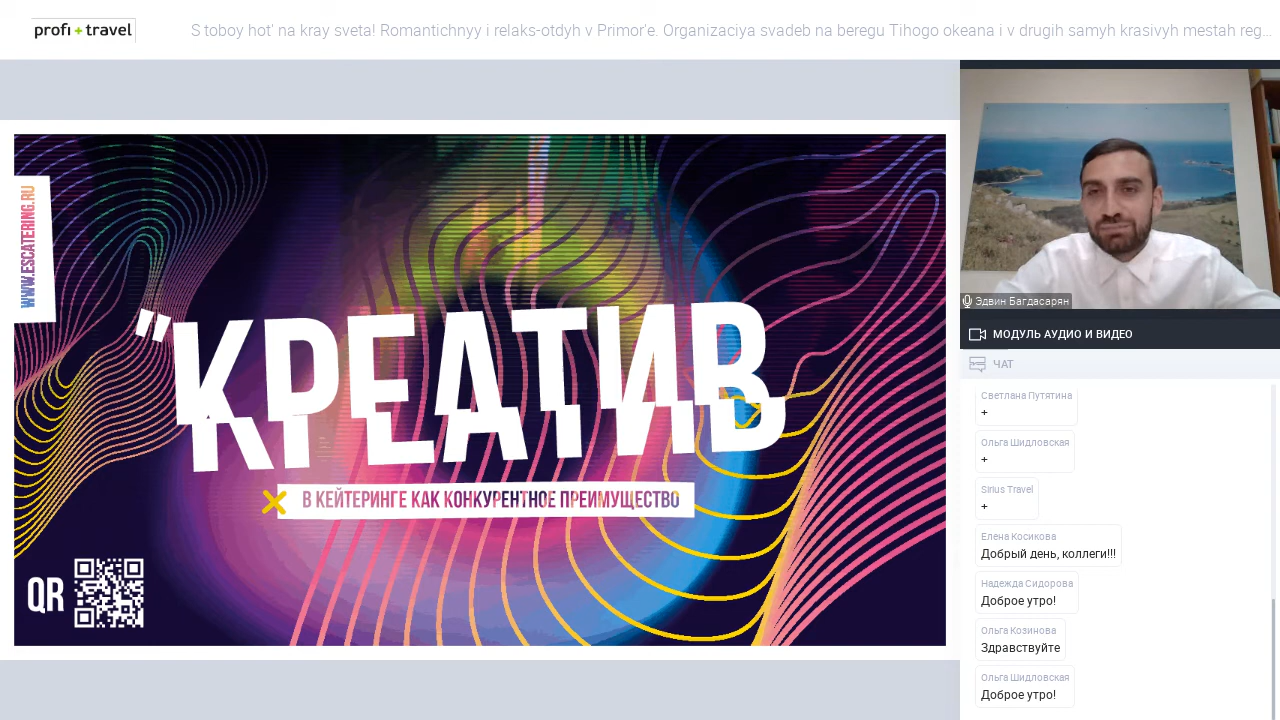 profi + travel
S toboy hot' na kray sveta! Romantichnyy i relaks-otdyh v Primor'e. Organizaciya svadeb na beregu Tihogo okeana i v drugih samyh krasivyh mestah reg...
WWW.ESCATERING.RU
"КРЕАТИВ
В КЕЙТЕРИНГЕ КАК КОНКУРЕНТНОЕ ПРЕИМУЩЕСТВО
QR
Эдвин Багдасарян
МОДУЛЬ АУДИО И ВИДЕО
ЧАТ
Светлана Путятина
+
Ольга Шидловская
+
Sirius Travel
+
Елена Косикова
Добрый день, коллеги!!!
Надежда Сидорова
Доброе утро!
Ольга Козинова
Здравствуйте
Ольга Шидловская
Доброе утро!